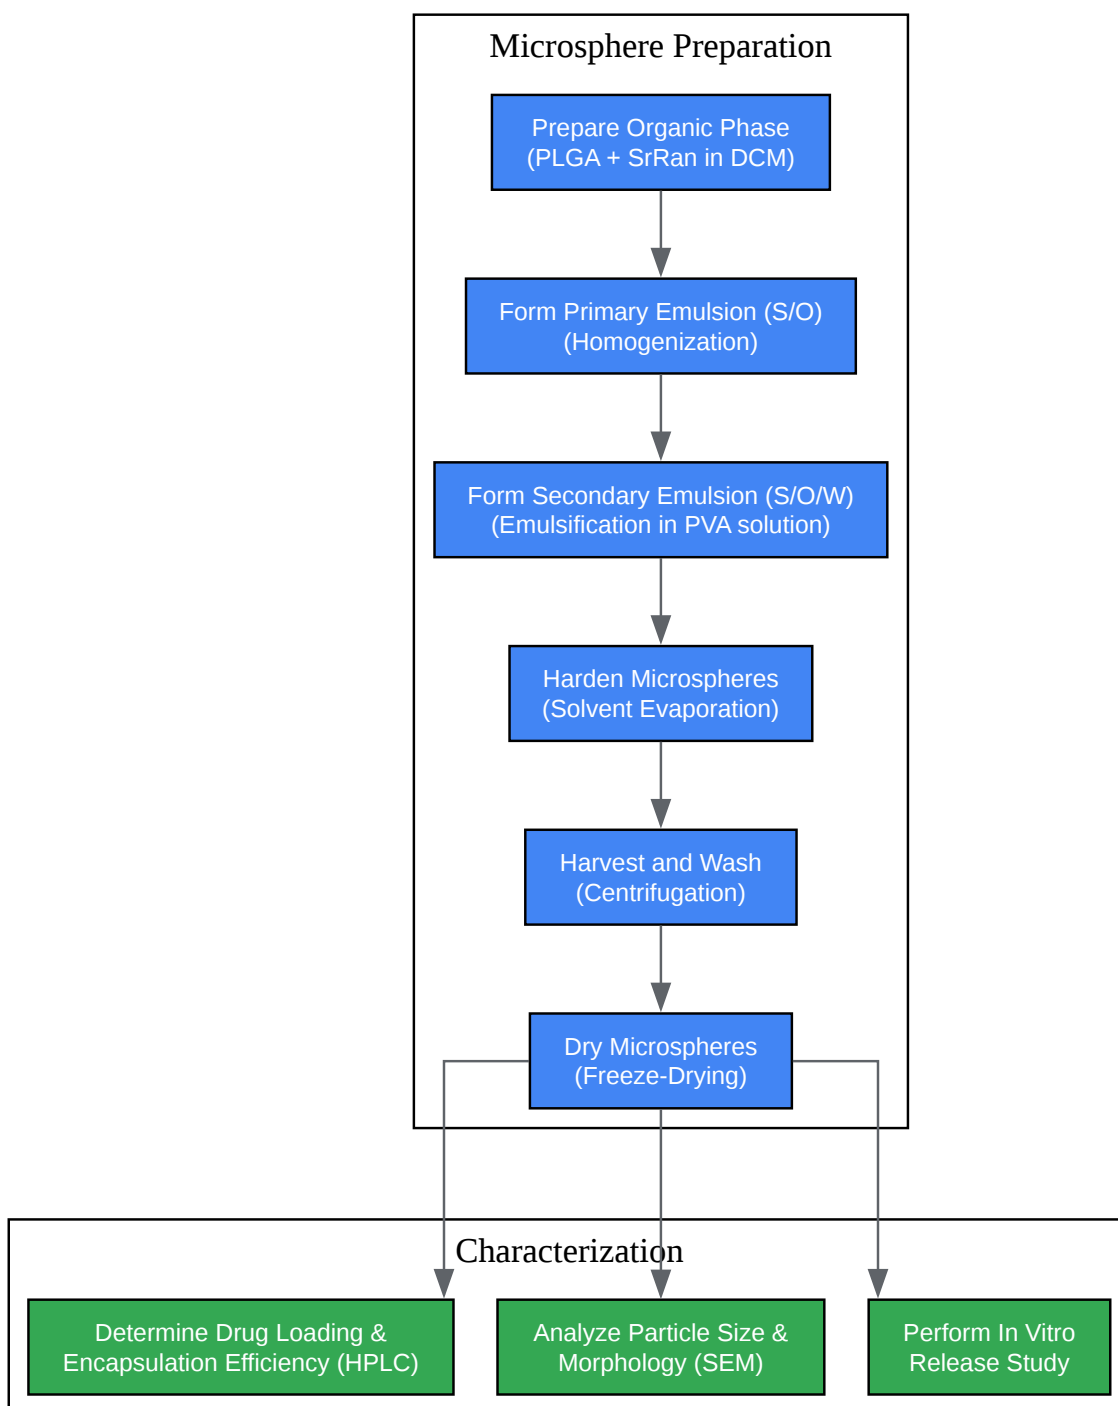 Microsphere Preparation
Prepare Organic Phase
(PLGA + SrRan in DCM)
Form Primary Emulsion (S/O)
(Homogenization)
Form Secondary Emulsion (S/O/W)
(Emulsification in PVA solution)
Harden Microspheres
(Solvent Evaporation)
Harvest and Wash
(Centrifugation)
Dry Microspheres
(Freeze-Drying)
Characterization
Determine Drug Loading &
Encapsulation Efficiency (HPLC)
Analyze Particle Size &
Morphology (SEM)
Perform In Vitro
Release Study